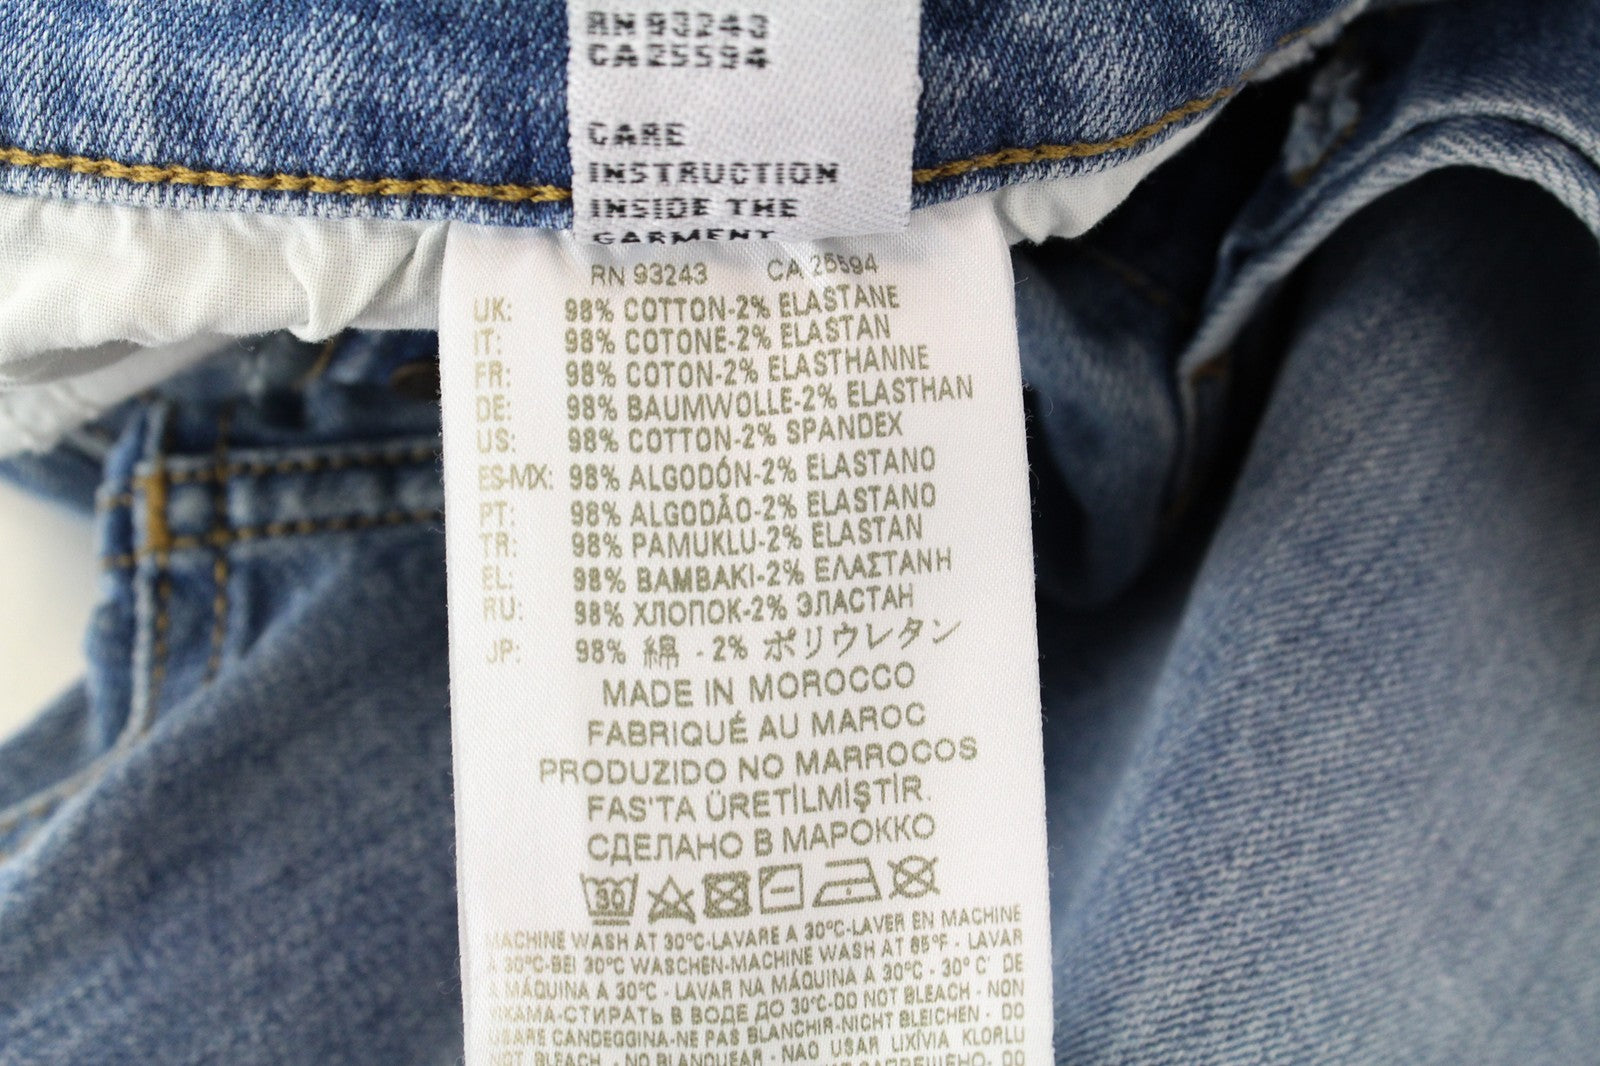 RN 93243
CA 25594
CARE
INSTRUCTION
INSIDE THE
GARMENT
RN 93243 CA 25594
UK: 98% COTTON-2% ELASTANE
IT: 98% COTONE-2% ELASTAN
FR: 98% COTON-2% ELASTHANNE
DE: 98% BAUMWOLLE-2% ELASTHAN
US: 98% COTTON-2% SPANDEX
ES-MX: 98% ALGODÓN-2% ELASTANO
PT: 98% ALGODÃO-2% ELASTANO
TR: 98% PAMUKLU-2% ELASTAN
EL: 98% BAMBAKI-2% ΕΛΑΣΤΑΝΗ
RU: 98% ХЛОПОК-2% ЭЛАСТАН
JP: 98% 綿 - 2% ポリウレタン
MADE IN MOROCCO
FABRIQUÉ AU MAROC
PRODUZIDO NO MARROCOS
FAS'TA ÜRETİLMİŞTİR.
СДЕЛАНО В МАРОККО
30
MACHINE WASH AT 30°C-LAVARE A 30°C-LAVER EN MACHINE
A 30°C-BEI 30°C WASCHEN-MACHINE WASH AT 85°F - LAVAR
A MÁQUINA A 30°C - LAVAR NA MÁQUINA A 30°C - 30° C' DE
YIKAMA-СТИРАТЬ В ВОДЕ ДО 30°C-DO NOT BLEACH - NON
USARE CANDEGGINA-NE PAS BLANCHIR-NICHT BLEICHEN - DO
NOT BLEACH - NO BLANQUEAR - NAO USAR LIXÍVIA KLORLU